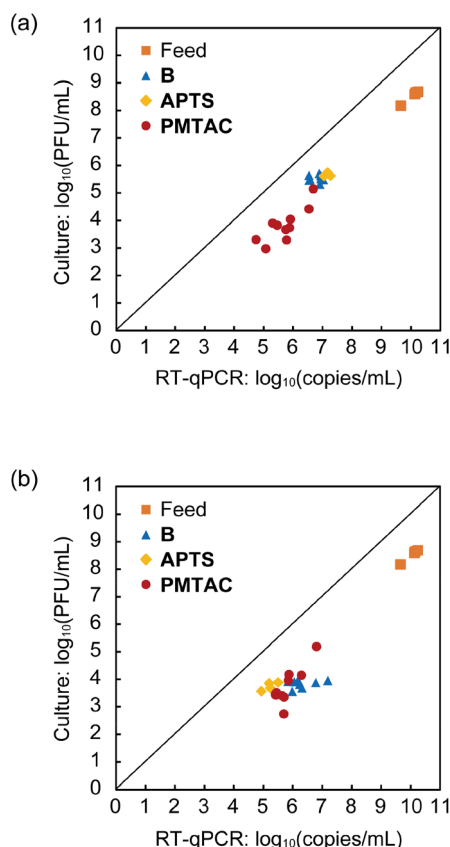 (a)
Culture: log₁₀(PFU/mL)
11
10
9
8
7
6
5
4
3
2
1
0
Feed
B
APTS
PMTAC
0 1 2 3 4 5 6 7 8 9 10 11
RT-qPCR: log₁₀(copies/mL)
(b)
Culture: log₁₀(PFU/mL)
11
10
9
8
7
6
5
4
3
2
1
0
Feed
B
APTS
PMTAC
0 1 2 3 4 5 6 7 8 9 10 11
RT-qPCR: log₁₀(copies/mL)